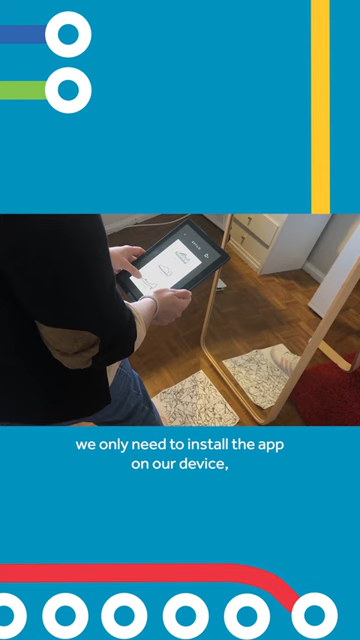 we only need to install the app
on our device,